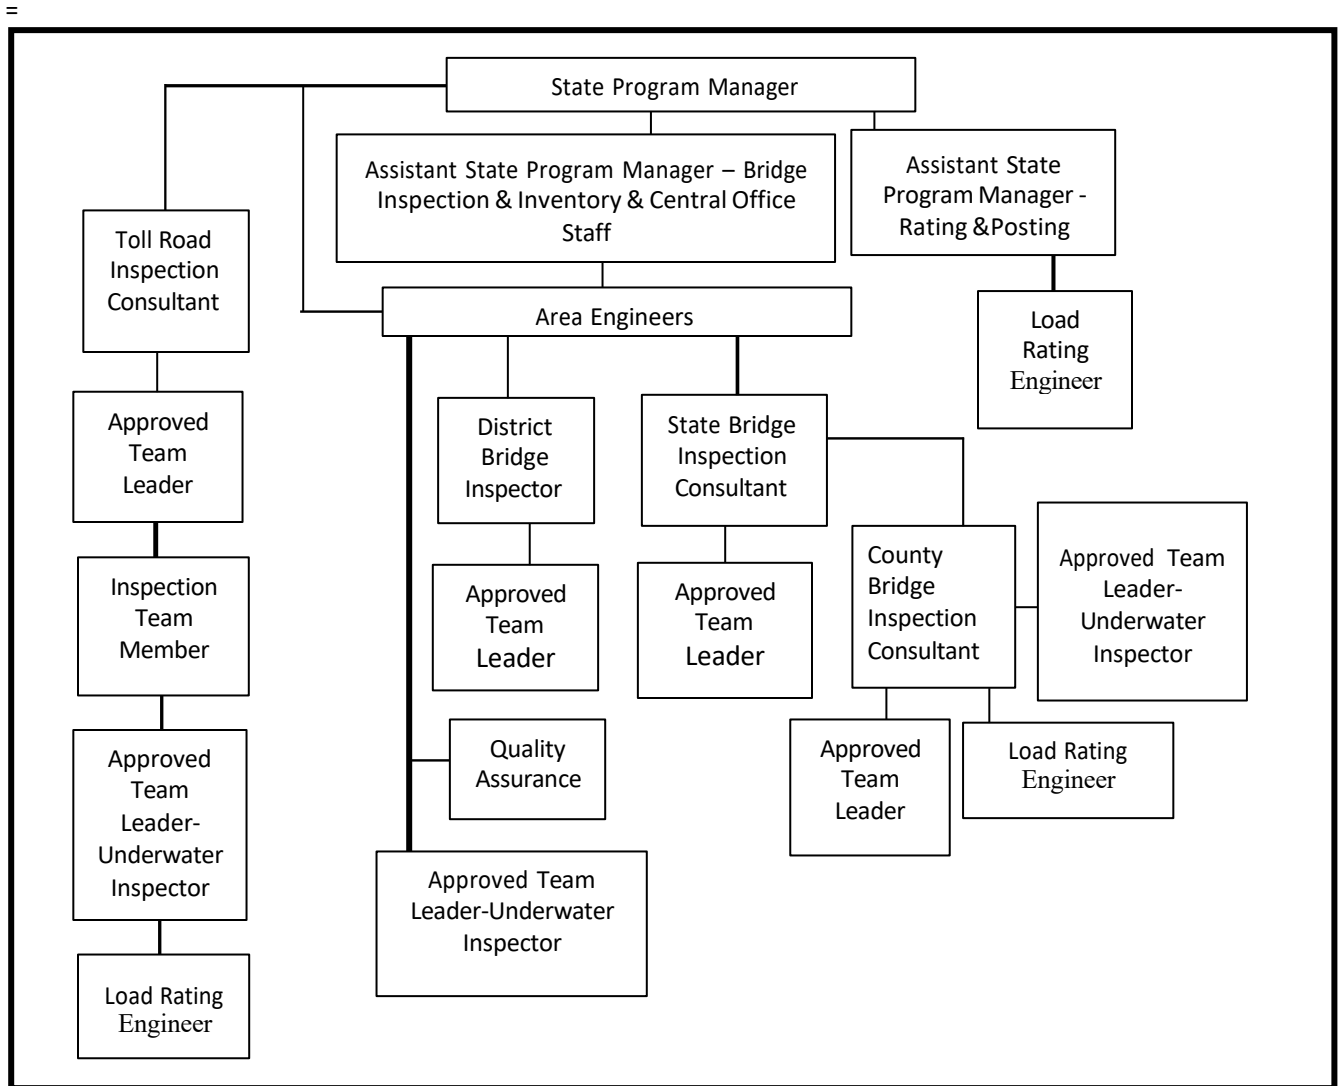 =
State Program Manager
Assistant State Program Manager – Bridge
Inspection & Inventory & Central Office
Staff
Assistant State
Program Manager -
Rating &Posting
Toll Road
Inspection
Consultant
Area Engineers
Load
Rating
Engineer
Approved
Team
Leader
District
Bridge
Inspector
State Bridge
Inspection
Consultant
Inspection
Team
Member
Approved
Team
Leader
Approved
Team
Leader
County
Bridge
Inspection
Consultant
Approved Team
Leader-
Underwater
Inspector
Approved
Team
Leader-
Underwater
Inspector
Quality
Assurance
Approved
Team
Leader
Load Rating
Engineer
Approved Team
Leader-Underwater
Inspector
Load Rating
Engineer